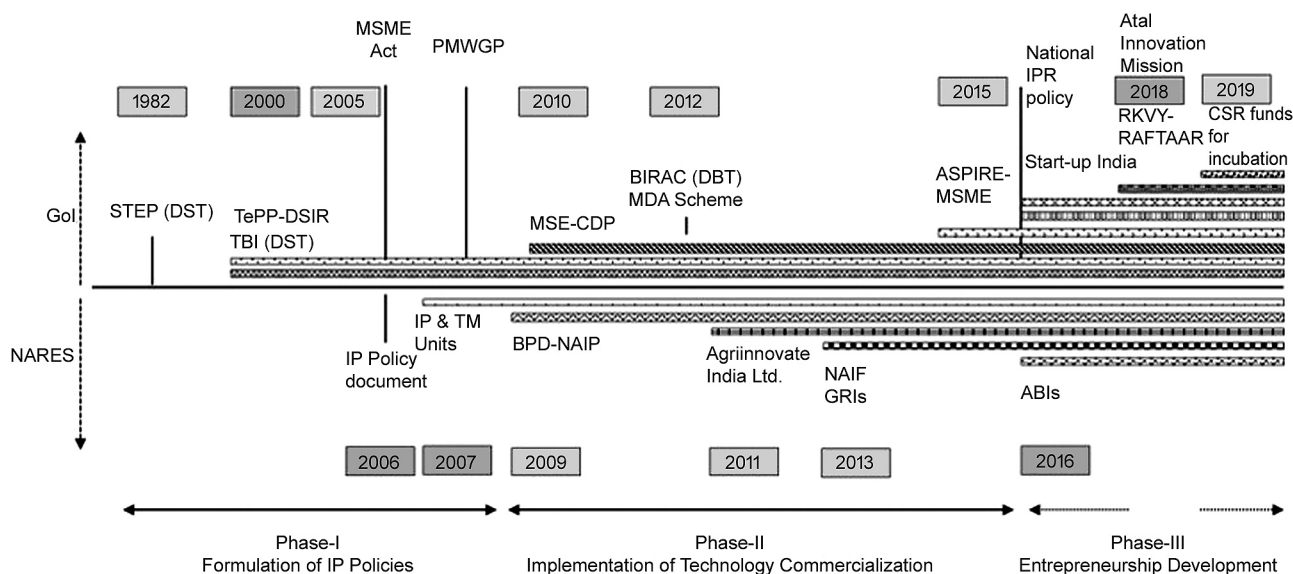 MSME
Act
PMWGP
National
IPR
policy
Atal
Innovation
Mission
1982
2000
2005
2010
2012
2015
2018
2019
RKVY-
RAFTAAR
CSR funds
for
incubation
Start-up India
ASPIRE-
MSME
BIRAC (DBT)
MDA Scheme
MSE-CDP
GoI
STEP (DST)
TePP-DSIR
TBI (DST)
NARES
IP Policy
document
IP & TM
Units
BPD-NAIP
Agriinnovate
India Ltd.
NAIF
GRIs
ABIs
2006
2007
2009
2011
2013
2016
Phase-I
Formulation of IP Policies
Phase-II
Implementation of Technology Commercialization
Phase-III
Entrepreneurship Development